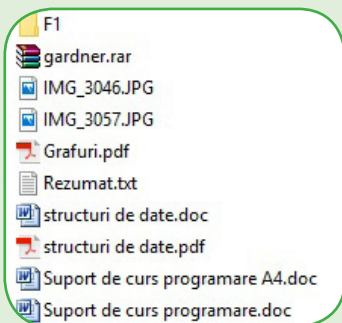 F1
gardner.rar
IMG_3046.JPG
IMG_3057.JPG
Grafuri.pdf
Rezumat.txt
structuri de date.doc
structuri de date.pdf
Suport de curs programare A4.doc
Suport de curs programare.doc